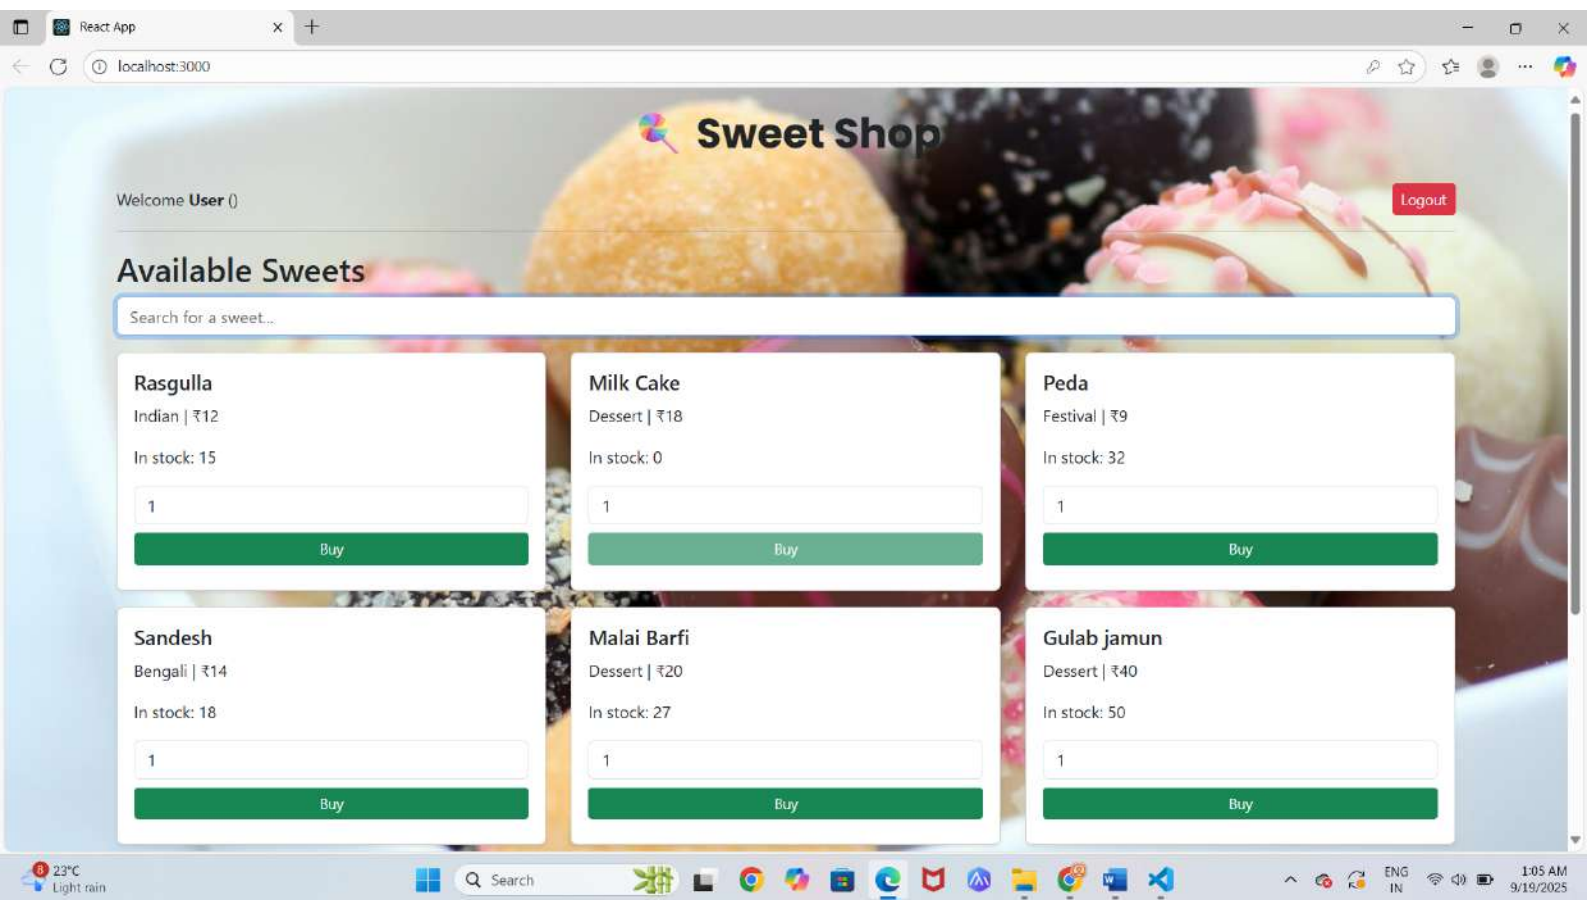 React App
localhost:3000
Sweet Shop
Welcome User ()
Logout
Available Sweets
Search for a sweet...
Rasgulla
Indian | ₹12
In stock: 15
1
Buy
Milk Cake
Dessert | ₹18
In stock: 0
1
Buy
Peda
Festival | ₹9
In stock: 32
1
Buy
Sandesh
Bengali | ₹14
In stock: 18
1
Buy
Malai Barfi
Dessert | ₹20
In stock: 27
1
Buy
Gulab jamun
Dessert | ₹40
In stock: 50
1
Buy
8
23°C
Light rain
Search
ENG
IN
1:05 AM
9/19/2025